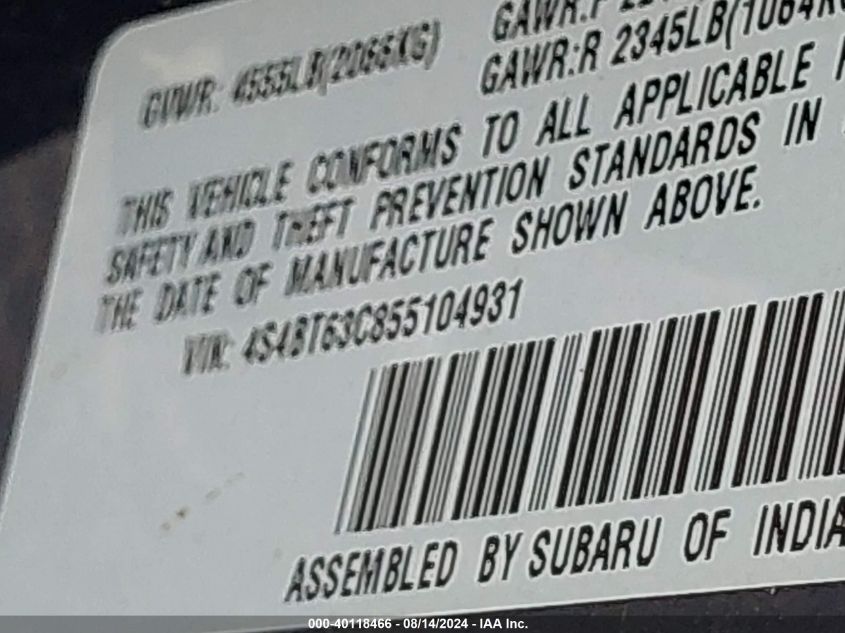 GVWR: 4555LB(2066KG)
GAWR:F
GAWR:R 2345LB(1064KG
THIS VEHICLE CONFORMS TO ALL APPLICABLE
SAFETY AND THEFT PREVENTION STANDARDS IN
THE DATE OF MANUFACTURE SHOWN ABOVE.
VIN: 4S4BT63C855104931
ASSEMBLED BY SUBARU OF INDIA
000-40118466 - 08/14/2024 - IAA Inc.